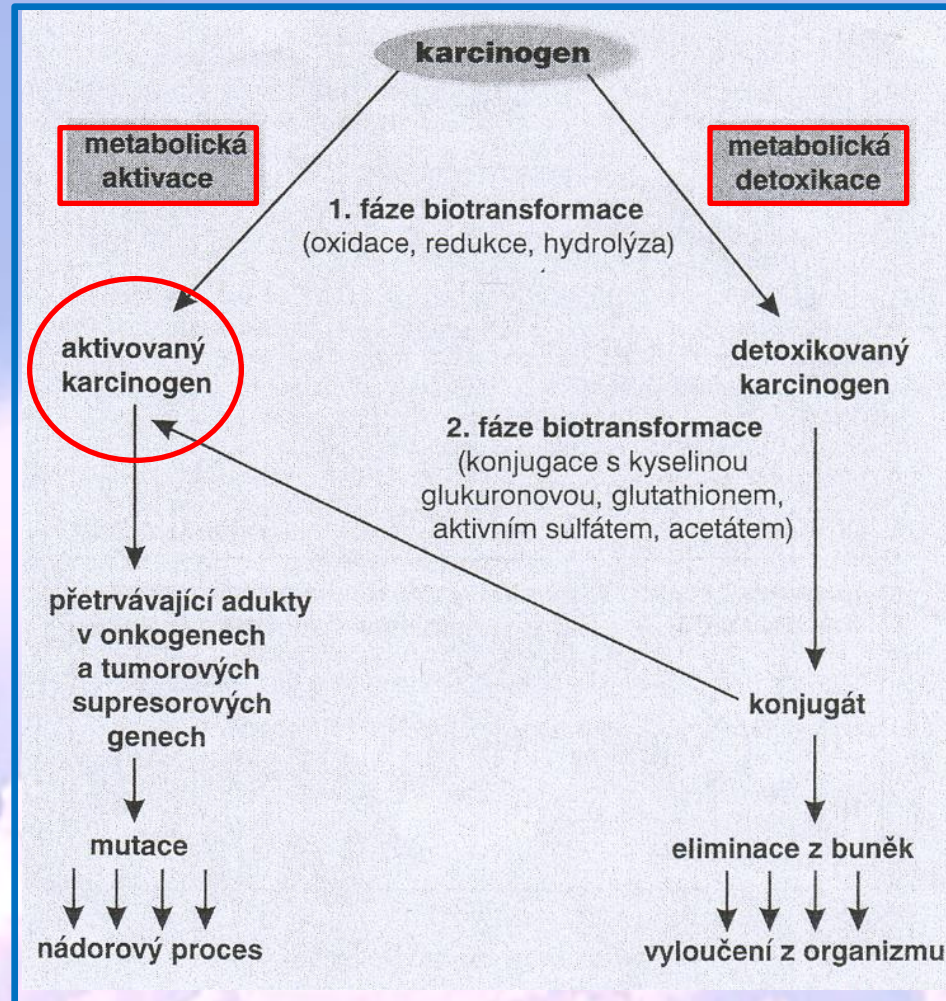 karcinogen
metabolická
aktivace
metabolická
detoxikace
1. fáze biotransformace
(oxidace, redukce, hydrolýza)
aktivovaný
karcinogen
detoxikovaný
karcinogen
2. fáze biotransformace
(konjugace s kyselinou
glukuronovou, glutathionem,
aktivním sulfátem, acetátem)
přetrvávající adukty
v onkogenech
a tumorových
supresorových
genech
konjugát
mutace
eliminace z buněk
nádorový proces
vyloučení z organizmu